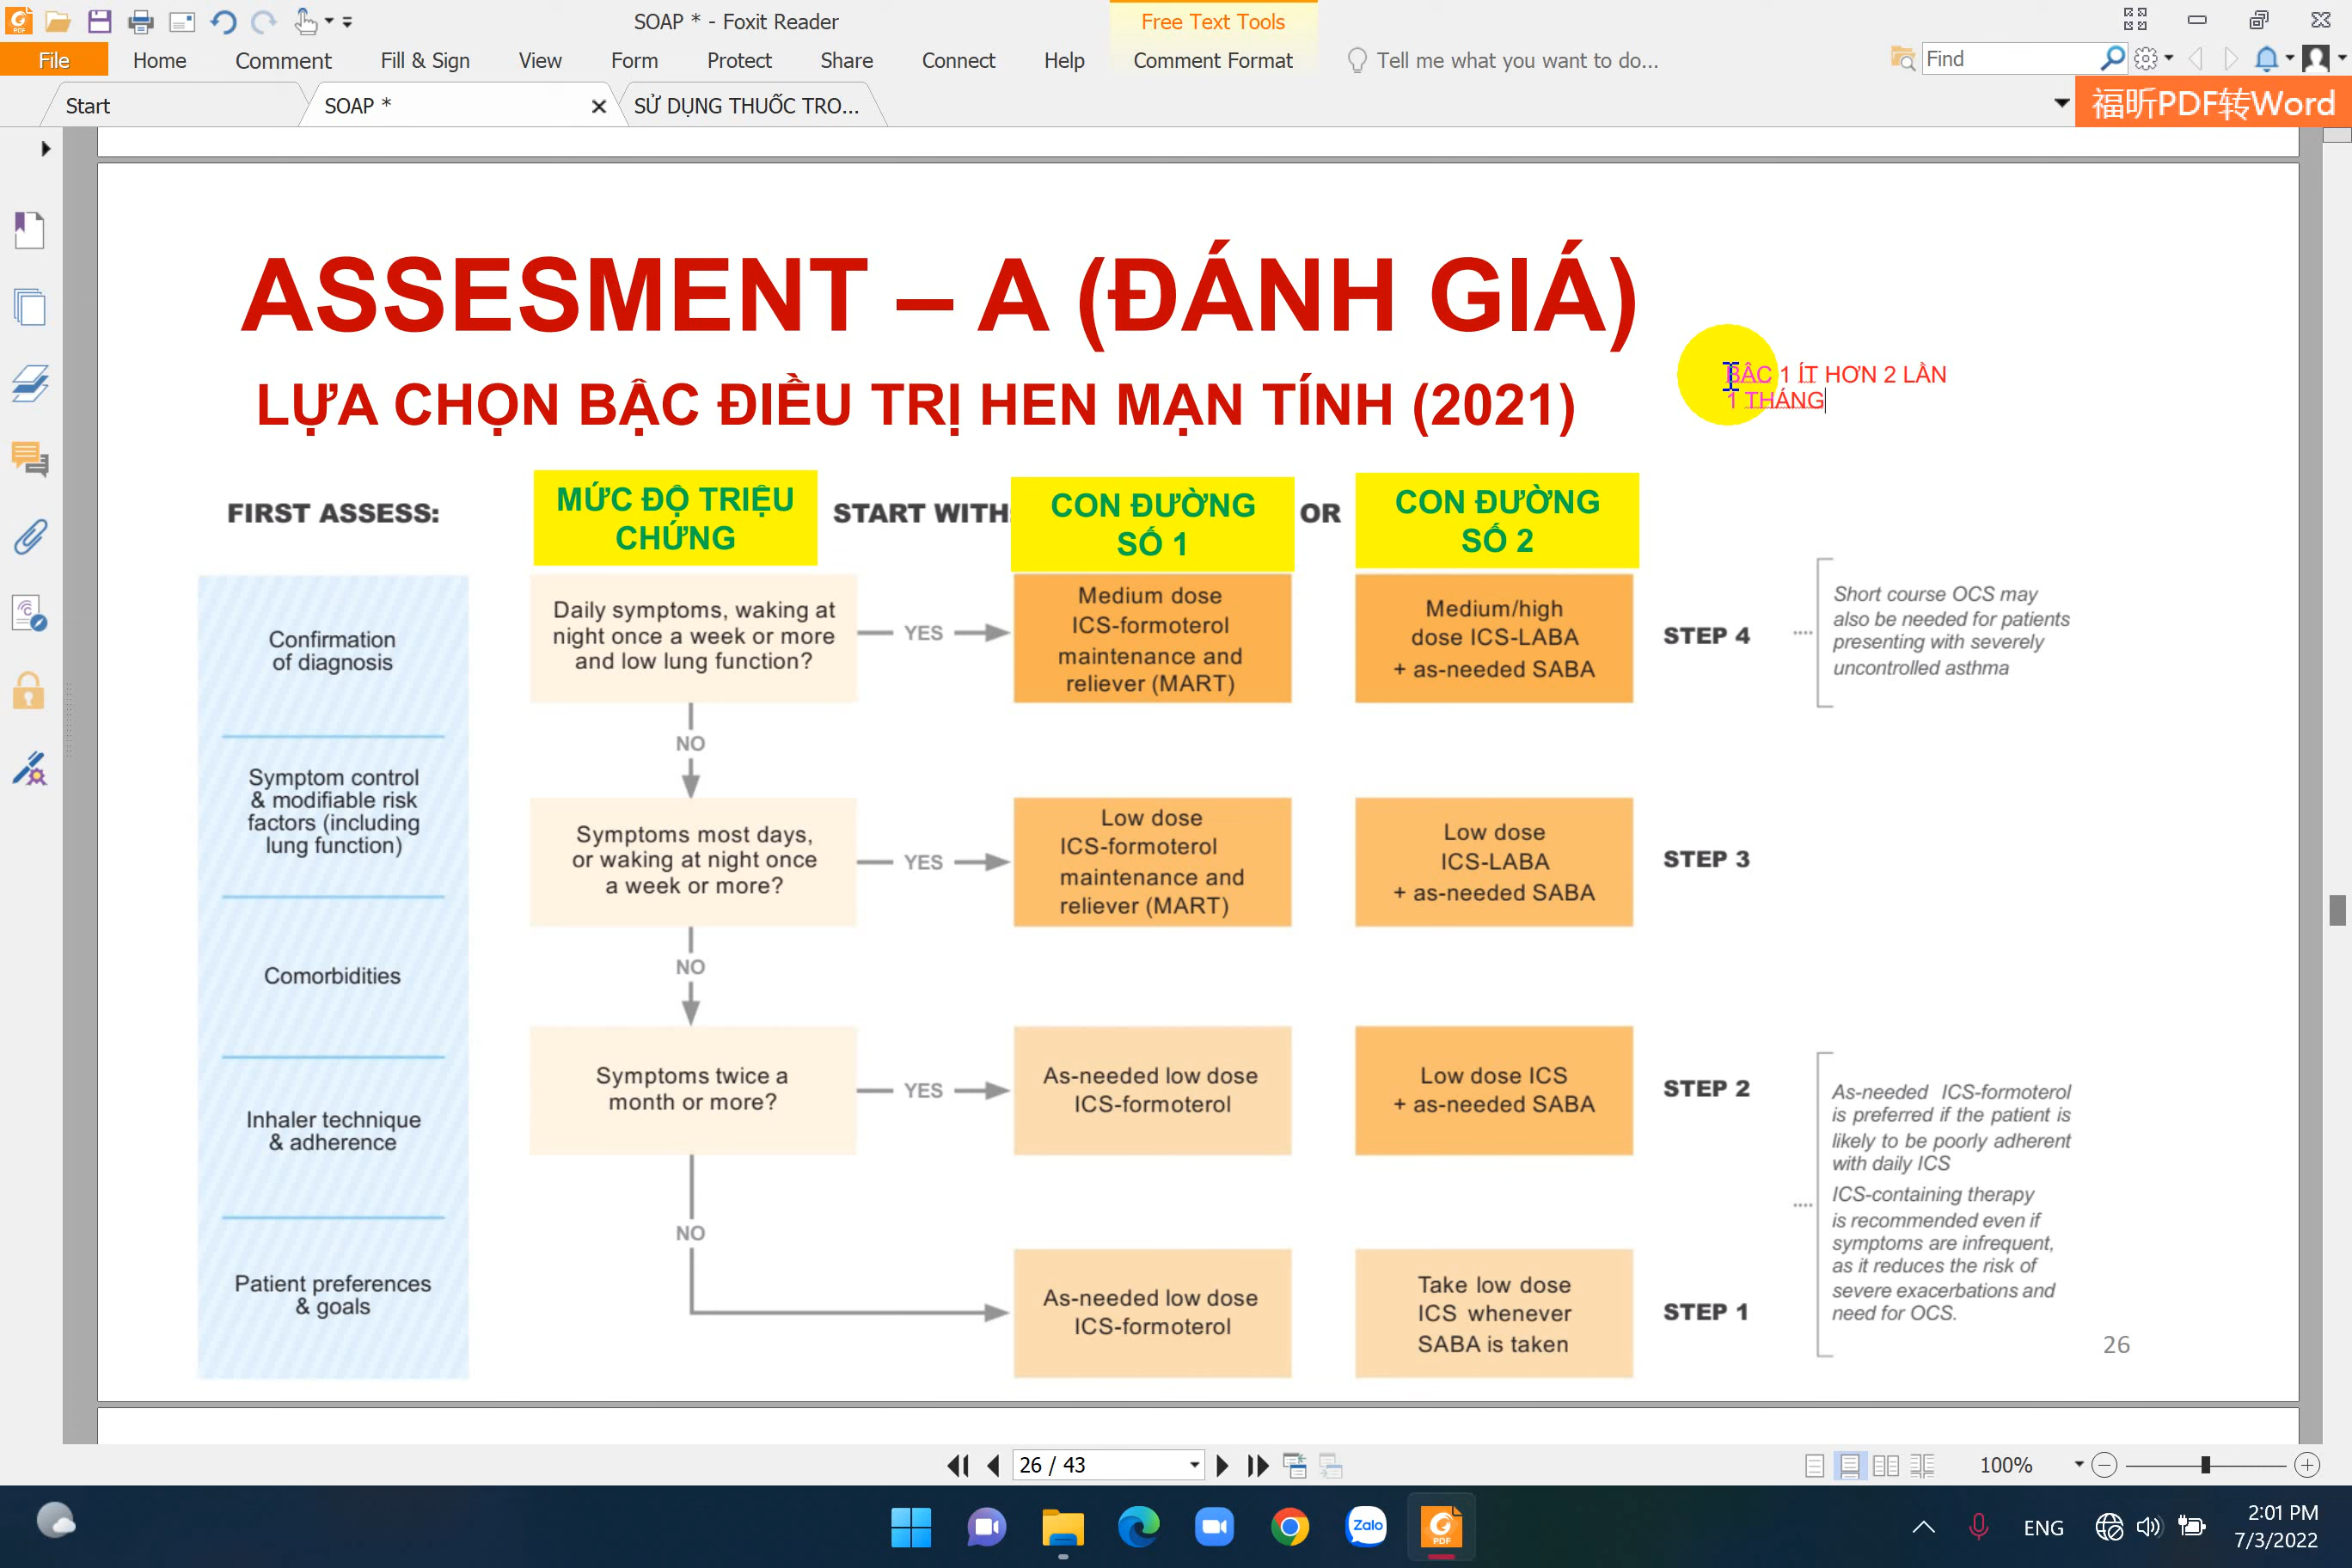 SOAP * - Foxit Reader
Free Text Tools
File
Home
Comment
Fill & Sign
View
Form
Protect
Share
Connect
Help
Comment Format
Tell me what you want to do...
Find
Start
SOAP *
SỬ DỤNG THUỐC TRO...
福昕PDF转Word
ASSESMENT – A (ĐÁNH GIÁ)
LỰA CHỌN BẬC ĐIỀU TRỊ HEN MẠN TÍNH (2021)
BẬC 1 ÍT HƠN 2 LẦN
1 THÁNG
FIRST ASSESS:
MỨC ĐỘ TRIỆU
CHỨNG
START WITH:
CON ĐƯỜNG
SỐ 1
OR
CON ĐƯỜNG
SỐ 2
Confirmation
of diagnosis
Symptom control
& modifiable risk
factors (including
lung function)
Comorbidities
Inhaler technique
& adherence
Patient preferences
& goals
Daily symptoms, waking at
night once a week or more
and low lung function?
YES
Medium dose
ICS-formoterol
maintenance and
reliever (MART)
Medium/high
dose ICS-LABA
+ as-needed SABA
STEP 4
Short course OCS may
also be needed for patients
presenting with severely
uncontrolled asthma
NO
Symptoms most days,
or waking at night once
a week or more?
YES
Low dose
ICS-formoterol
maintenance and
reliever (MART)
Low dose
ICS-LABA
+ as-needed SABA
STEP 3
NO
Symptoms twice a
month or more?
YES
As-needed low dose
ICS-formoterol
Low dose ICS
+ as-needed SABA
STEP 2
As-needed ICS-formoterol
is preferred if the patient is
likely to be poorly adherent
with daily ICS
ICS-containing therapy
is recommended even if
symptoms are infrequent,
as it reduces the risk of
severe exacerbations and
need for OCS.
NO
As-needed low dose
ICS-formoterol
Take low dose
ICS whenever
SABA is taken
STEP 1
26
26 / 43
100%
Zalo
PDF
ENG
2:01 PM
7/3/2022